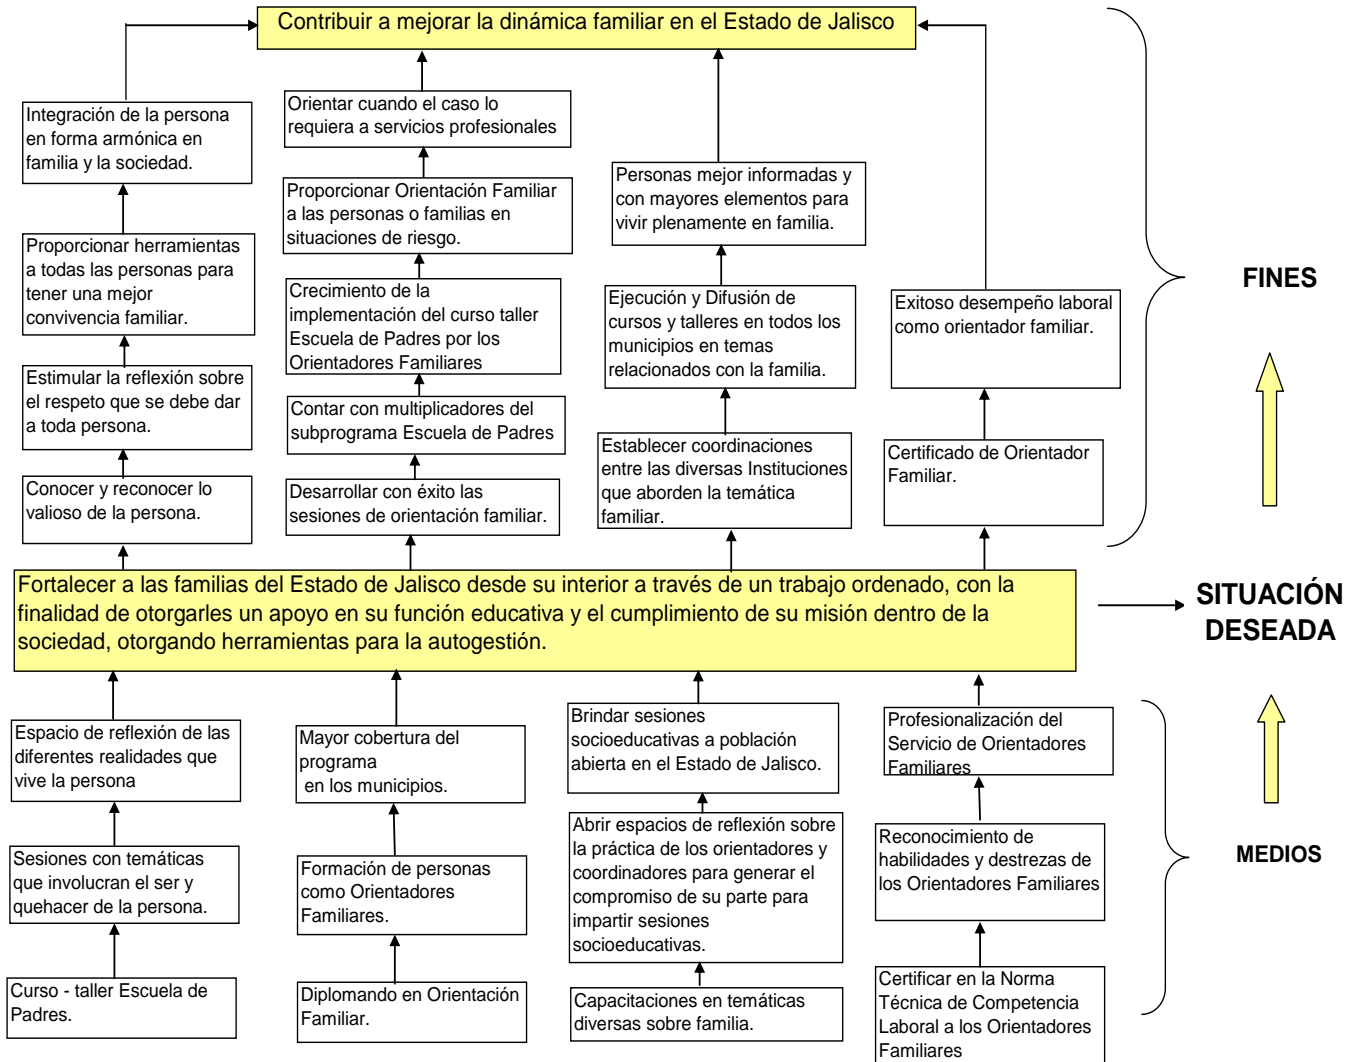 Contribuir a mejorar la dinámica familiar en el Estado de Jalisco
Integración de la persona
en forma armónica en
familia y la sociedad.
Proporcionar herramientas
a todas las personas para
tener una mejor
convivencia familiar.
Estimular la reflexión sobre
el respeto que se debe dar
a toda persona.
Conocer y reconocer lo
valioso de la persona.
Orientar cuando el caso lo
requiera a servicios profesionales
Proporcionar Orientación Familiar
a las personas o familias en
situaciones de riesgo.
Crecimiento de la
implementación del curso taller
Escuela de Padres por los
Orientadores Familiares
Contar con multiplicadores del
subprograma Escuela de Padres
Desarrollar con éxito las
sesiones de orientación familiar.
Personas mejor informadas y
con mayores elementos para
vivir plenamente en familia.
Ejecución y Difusión de
cursos y talleres en todos los
municipios en temas
relacionados con la familia.
Establecer coordinaciones
entre las diversas Instituciones
que aborden la temática
familiar.
Exitoso desempeño laboral
como orientador familiar.
Certificado de Orientador
Familiar.
FINES
Fortalecer a las familias del Estado de Jalisco desde su interior a través de un trabajo ordenado, con la
finalidad de otorgarles un apoyo en su función educativa y el cumplimiento de su misión dentro de la
sociedad, otorgando herramientas para la autogestión.
SITUACIÓN
DESEADA
Espacio de reflexión de las
diferentes realidades que
vive la persona
Sesiones con temáticas
que involucran el ser y
quehacer de la persona.
Curso - taller Escuela de
Padres.
Mayor cobertura del
programa
en los municipios.
Formación de personas
como Orientadores
Familiares.
Diplomando en Orientación
Familiar.
Brindar sesiones
socioeducativas a población
abierta en el Estado de Jalisco.
Abrir espacios de reflexión sobre
la práctica de los orientadores y
coordinadores para generar el
compromiso de su parte para
impartir sesiones
socioeducativas.
Capacitaciones en temáticas
diversas sobre familia.
Profesionalización del
Servicio de Orientadores
Familiares
Reconocimiento de
habilidades y destrezas de
los Orientadores Familiares
Certificar en la Norma
Técnica de Competencia
Laboral a los Orientadores
Familiares
MEDIOS